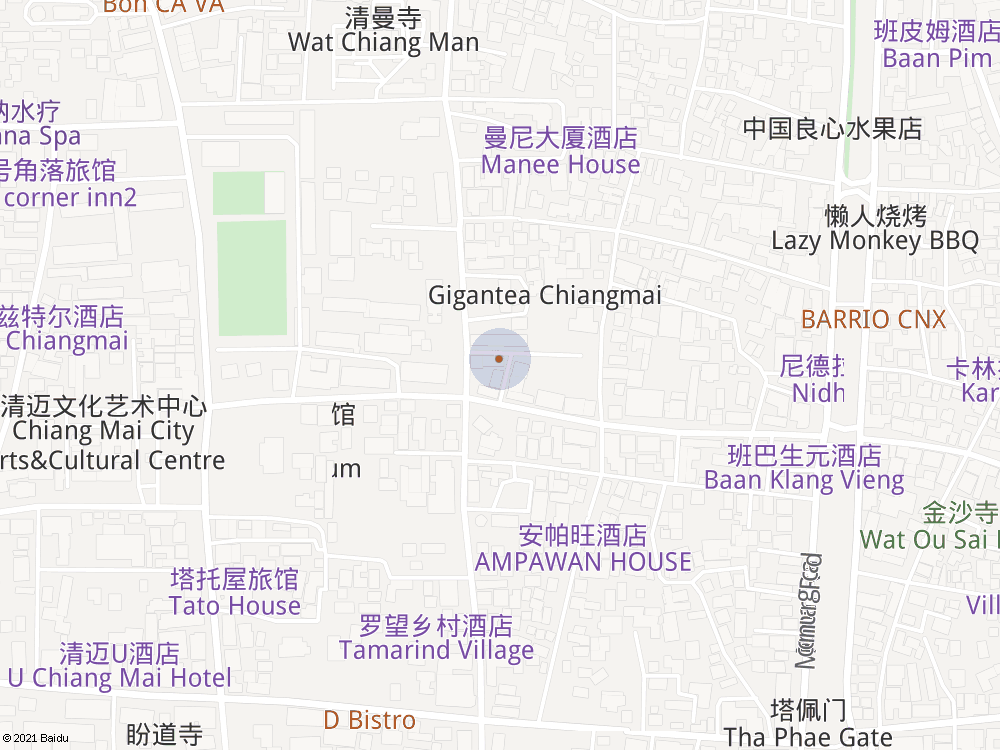 Bon CA VA
清曼寺
Wat Chiang Man
班皮姆酒店
Baan Pim
内水疗
nna Spa
中国良心水果店
曼尼大厦酒店
Manee House
号角落旅馆
corner inn2
懒人烧烤
Lazy Monkey BBQ
Gigantea Chiangmai
兹特尔酒店
Chiangmai
BARRIO CNX
尼德拉
Nidh
卡林
Kar
清迈文化艺术中心
Chiang Mai City
rts&Cultural Centre
馆
um
班巴生元酒店
Baan Klang Vieng
金沙寺
Wat Ou Sai
安帕旺酒店
AMPAWAN HOUSE
塔托屋旅馆
Tato House
Vill
罗望乡村酒店
Tamarind Village
清迈U酒店
U Chiang Mai Hotel
塔佩门
Tha Phae Gate
D Bistro
盼道寺
© 2021 Baidu